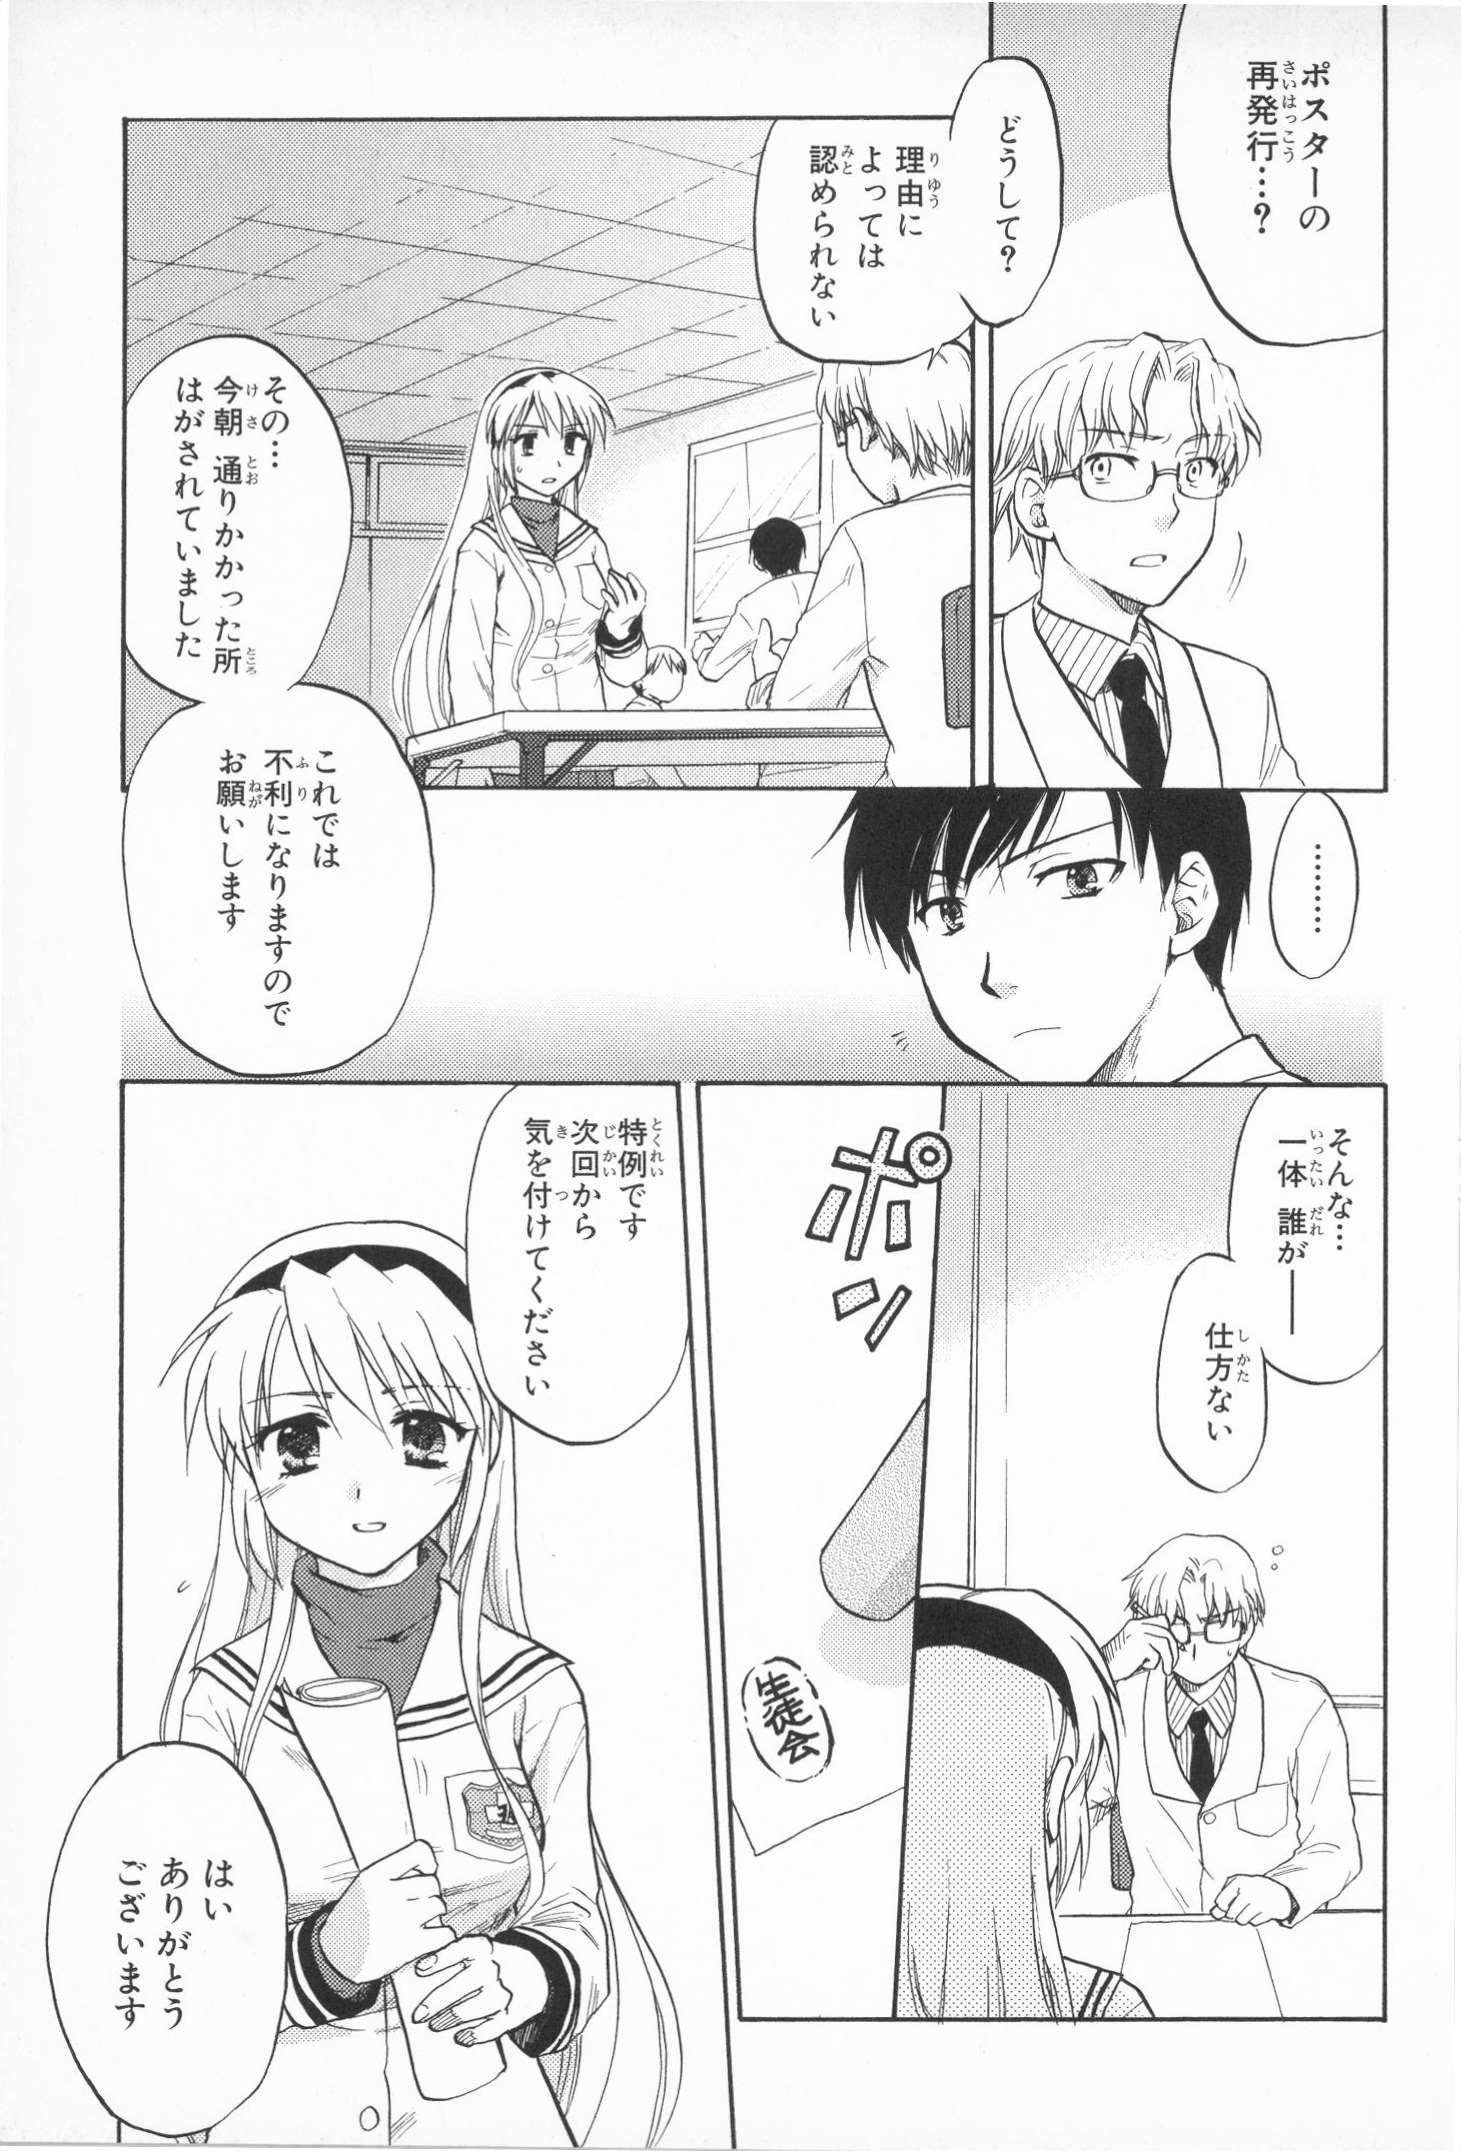 ポスターの
再発行…?
どうして?
理由に
よっては
認められない
その…
今朝 通りかかった所
はがされていました
これでは
不利になりますので
お願いします
………
そんな…
一体 誰が──
仕方ない
ポン
生徒会
特例です
次回から
気を付けてください
はい
ありがとう
ございます